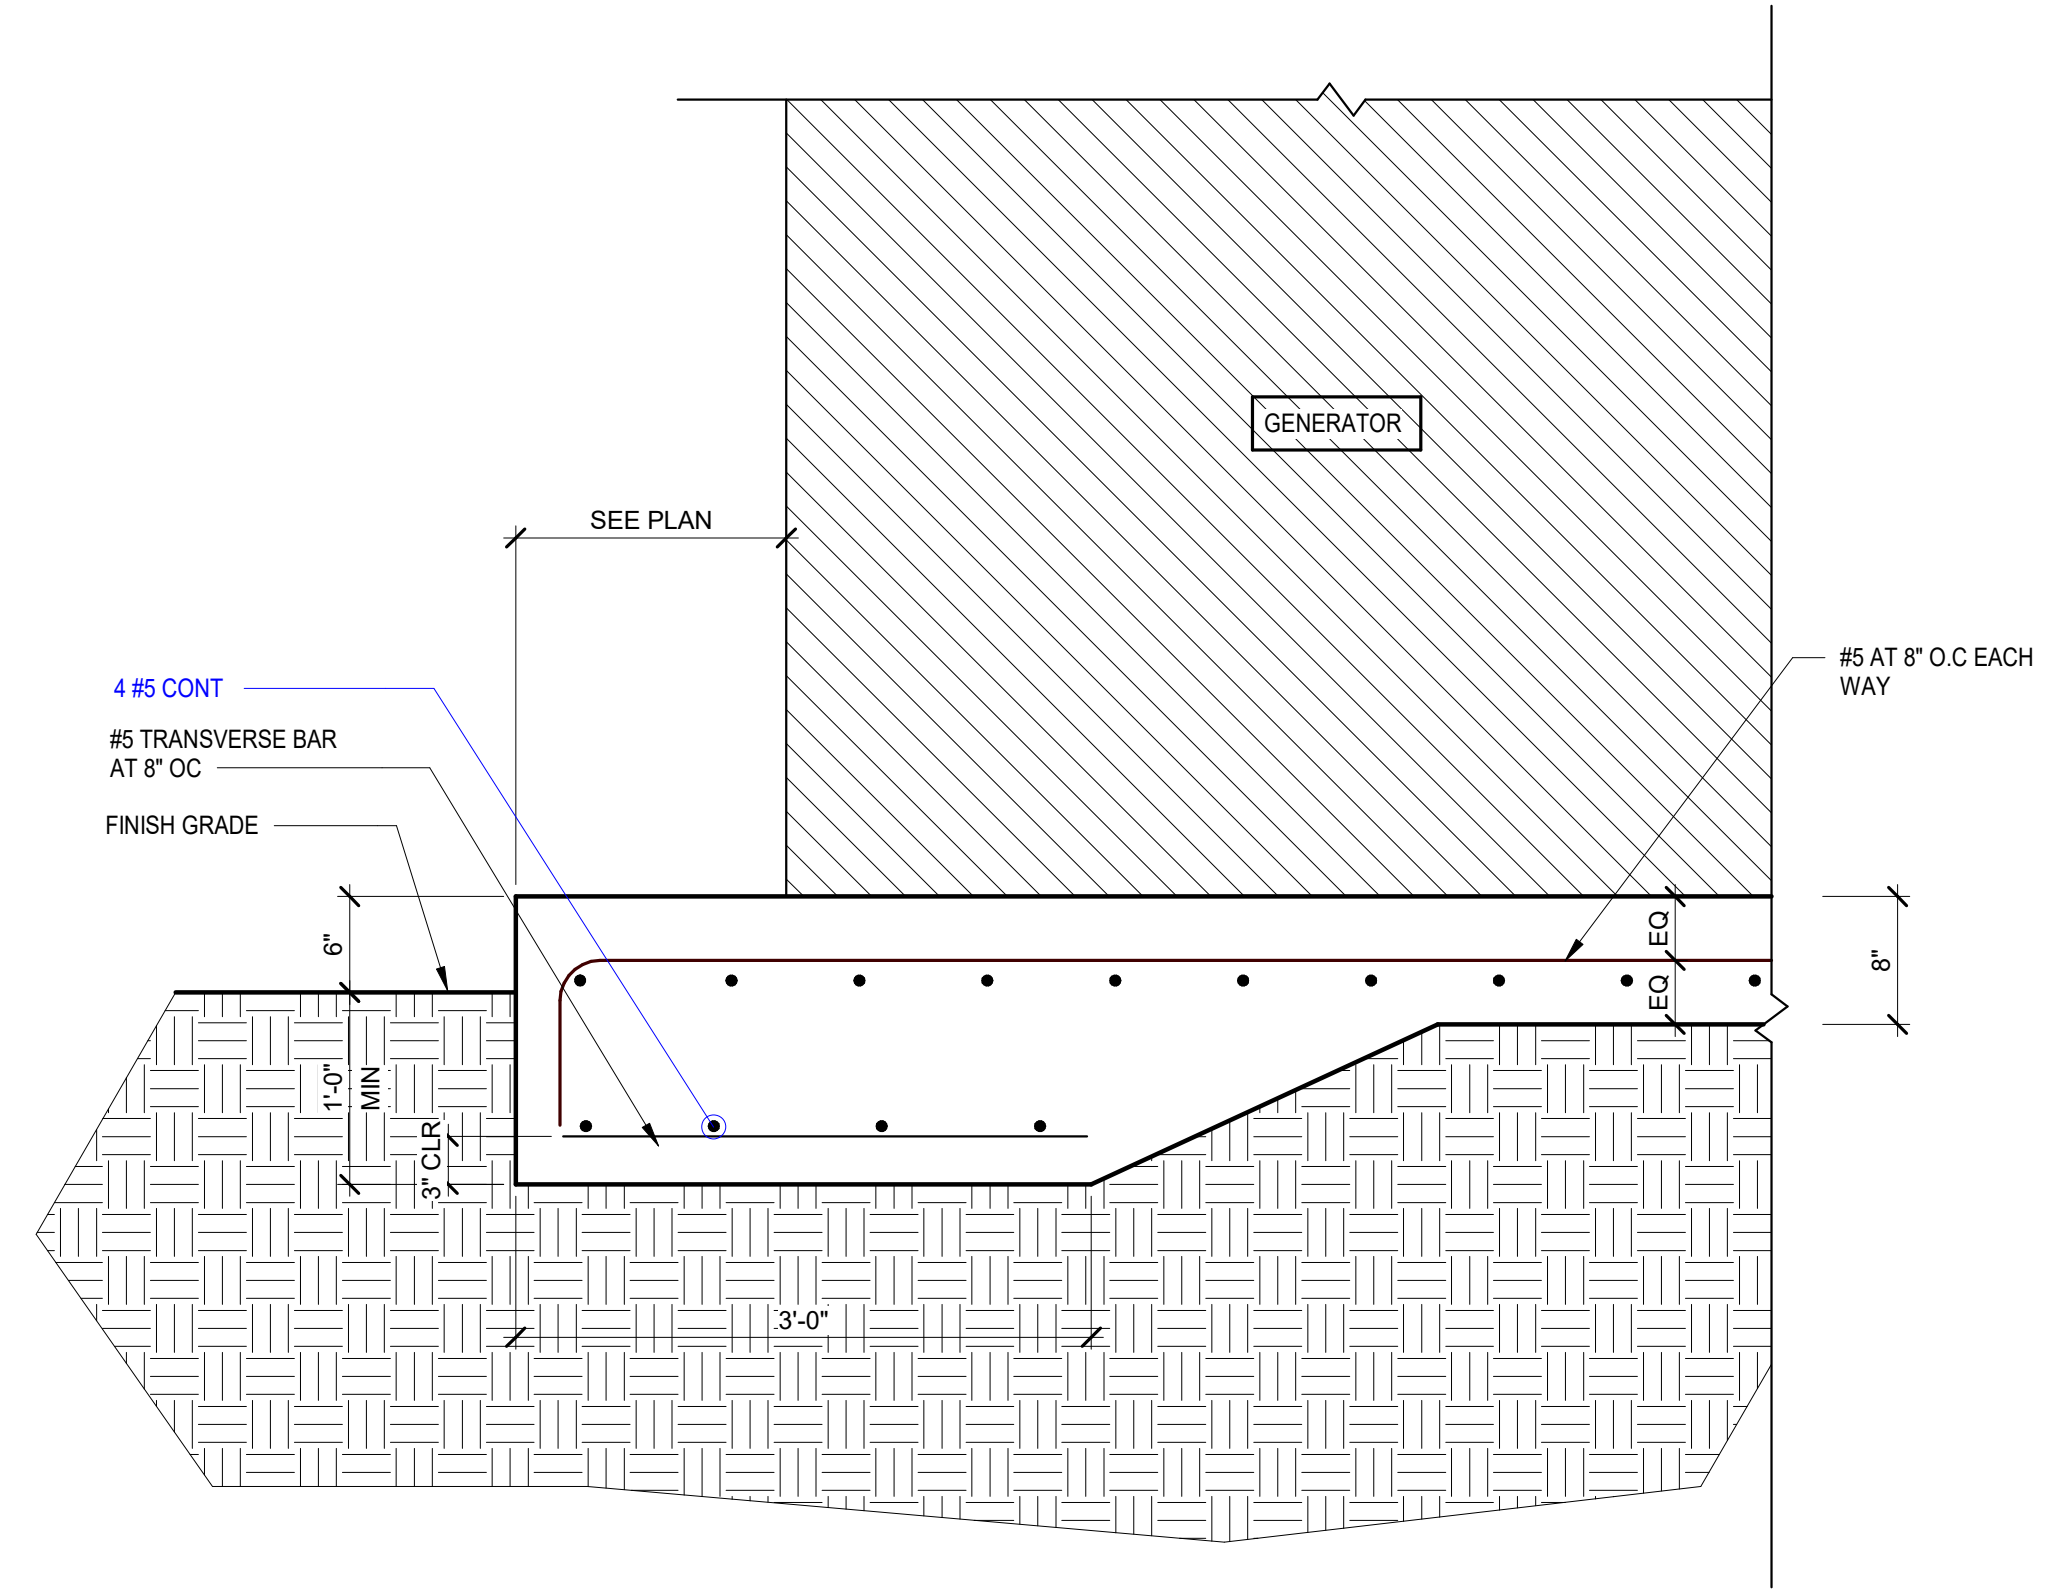 GENERATOR
SEE PLAN
#5 AT 8" O.C EACH
WAY
4 #5 CONT
#5 TRANSVERSE BAR
AT 8" OC
FINISH GRADE
6"
EQ
EQ
8"
1'-0"
MIN
3" CLR
3'-0"